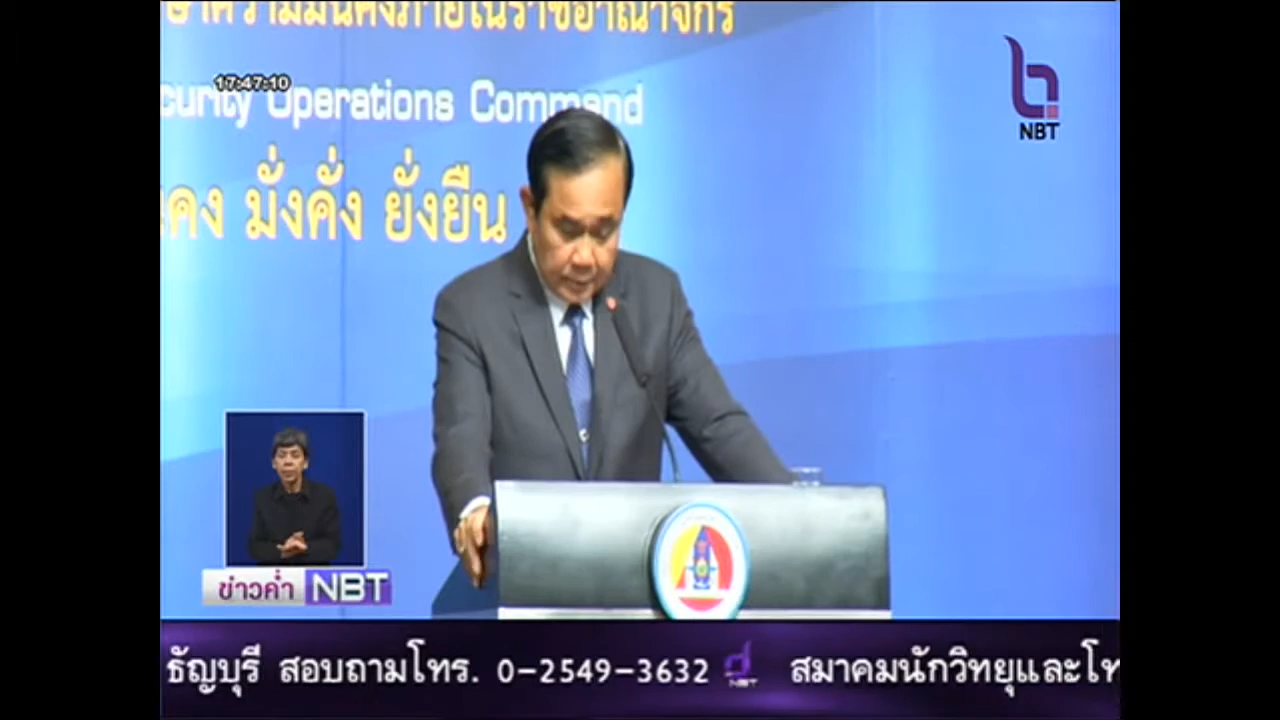 ษาความมั่นคงภายในราชอาณาจักร
17:47:10
curity Operations Command
นคง มั่งคั่ง ยั่งยืน
NBT
ข่าวค่ำ NBT
ธัญบุรี สอบถามโทร. 0-2549-3632 NBT สมาคมนักวิทยุและโท